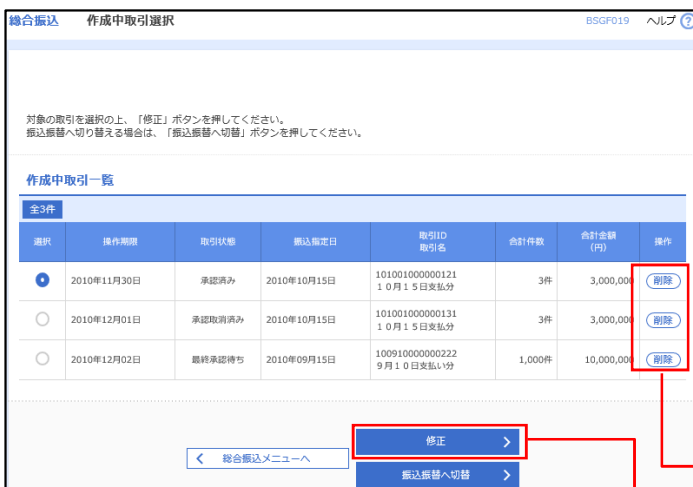 総合振込 作成中取引選択 BSGF019 ヘルプ ?
対象の取引を選択の上、「修正」ボタンを押してください。
振込振替へ切り替える場合は、「振込振替へ切替」ボタンを押してください。
作成中取引一覧
全3件
選択 操作期限 取引状態 振込指定日 取引ID 合計件数 合計金額 操作
取引名 (円)
2010年11月30日 承認済み 2010年10月15日 101001000000121 3件 3,000,000 削除
10月15日支払分
2010年12月01日 承認取消済み 2010年10月15日 101001000000131 3件 3,000,000 削除
10月15日支払分
2010年12月02日 最終承認待ち 2010年09月15日 100910000000222 1,000件 10,000,000 削除
9月10日支払い分
修正
総合振込メニューへ
振込振替へ切替